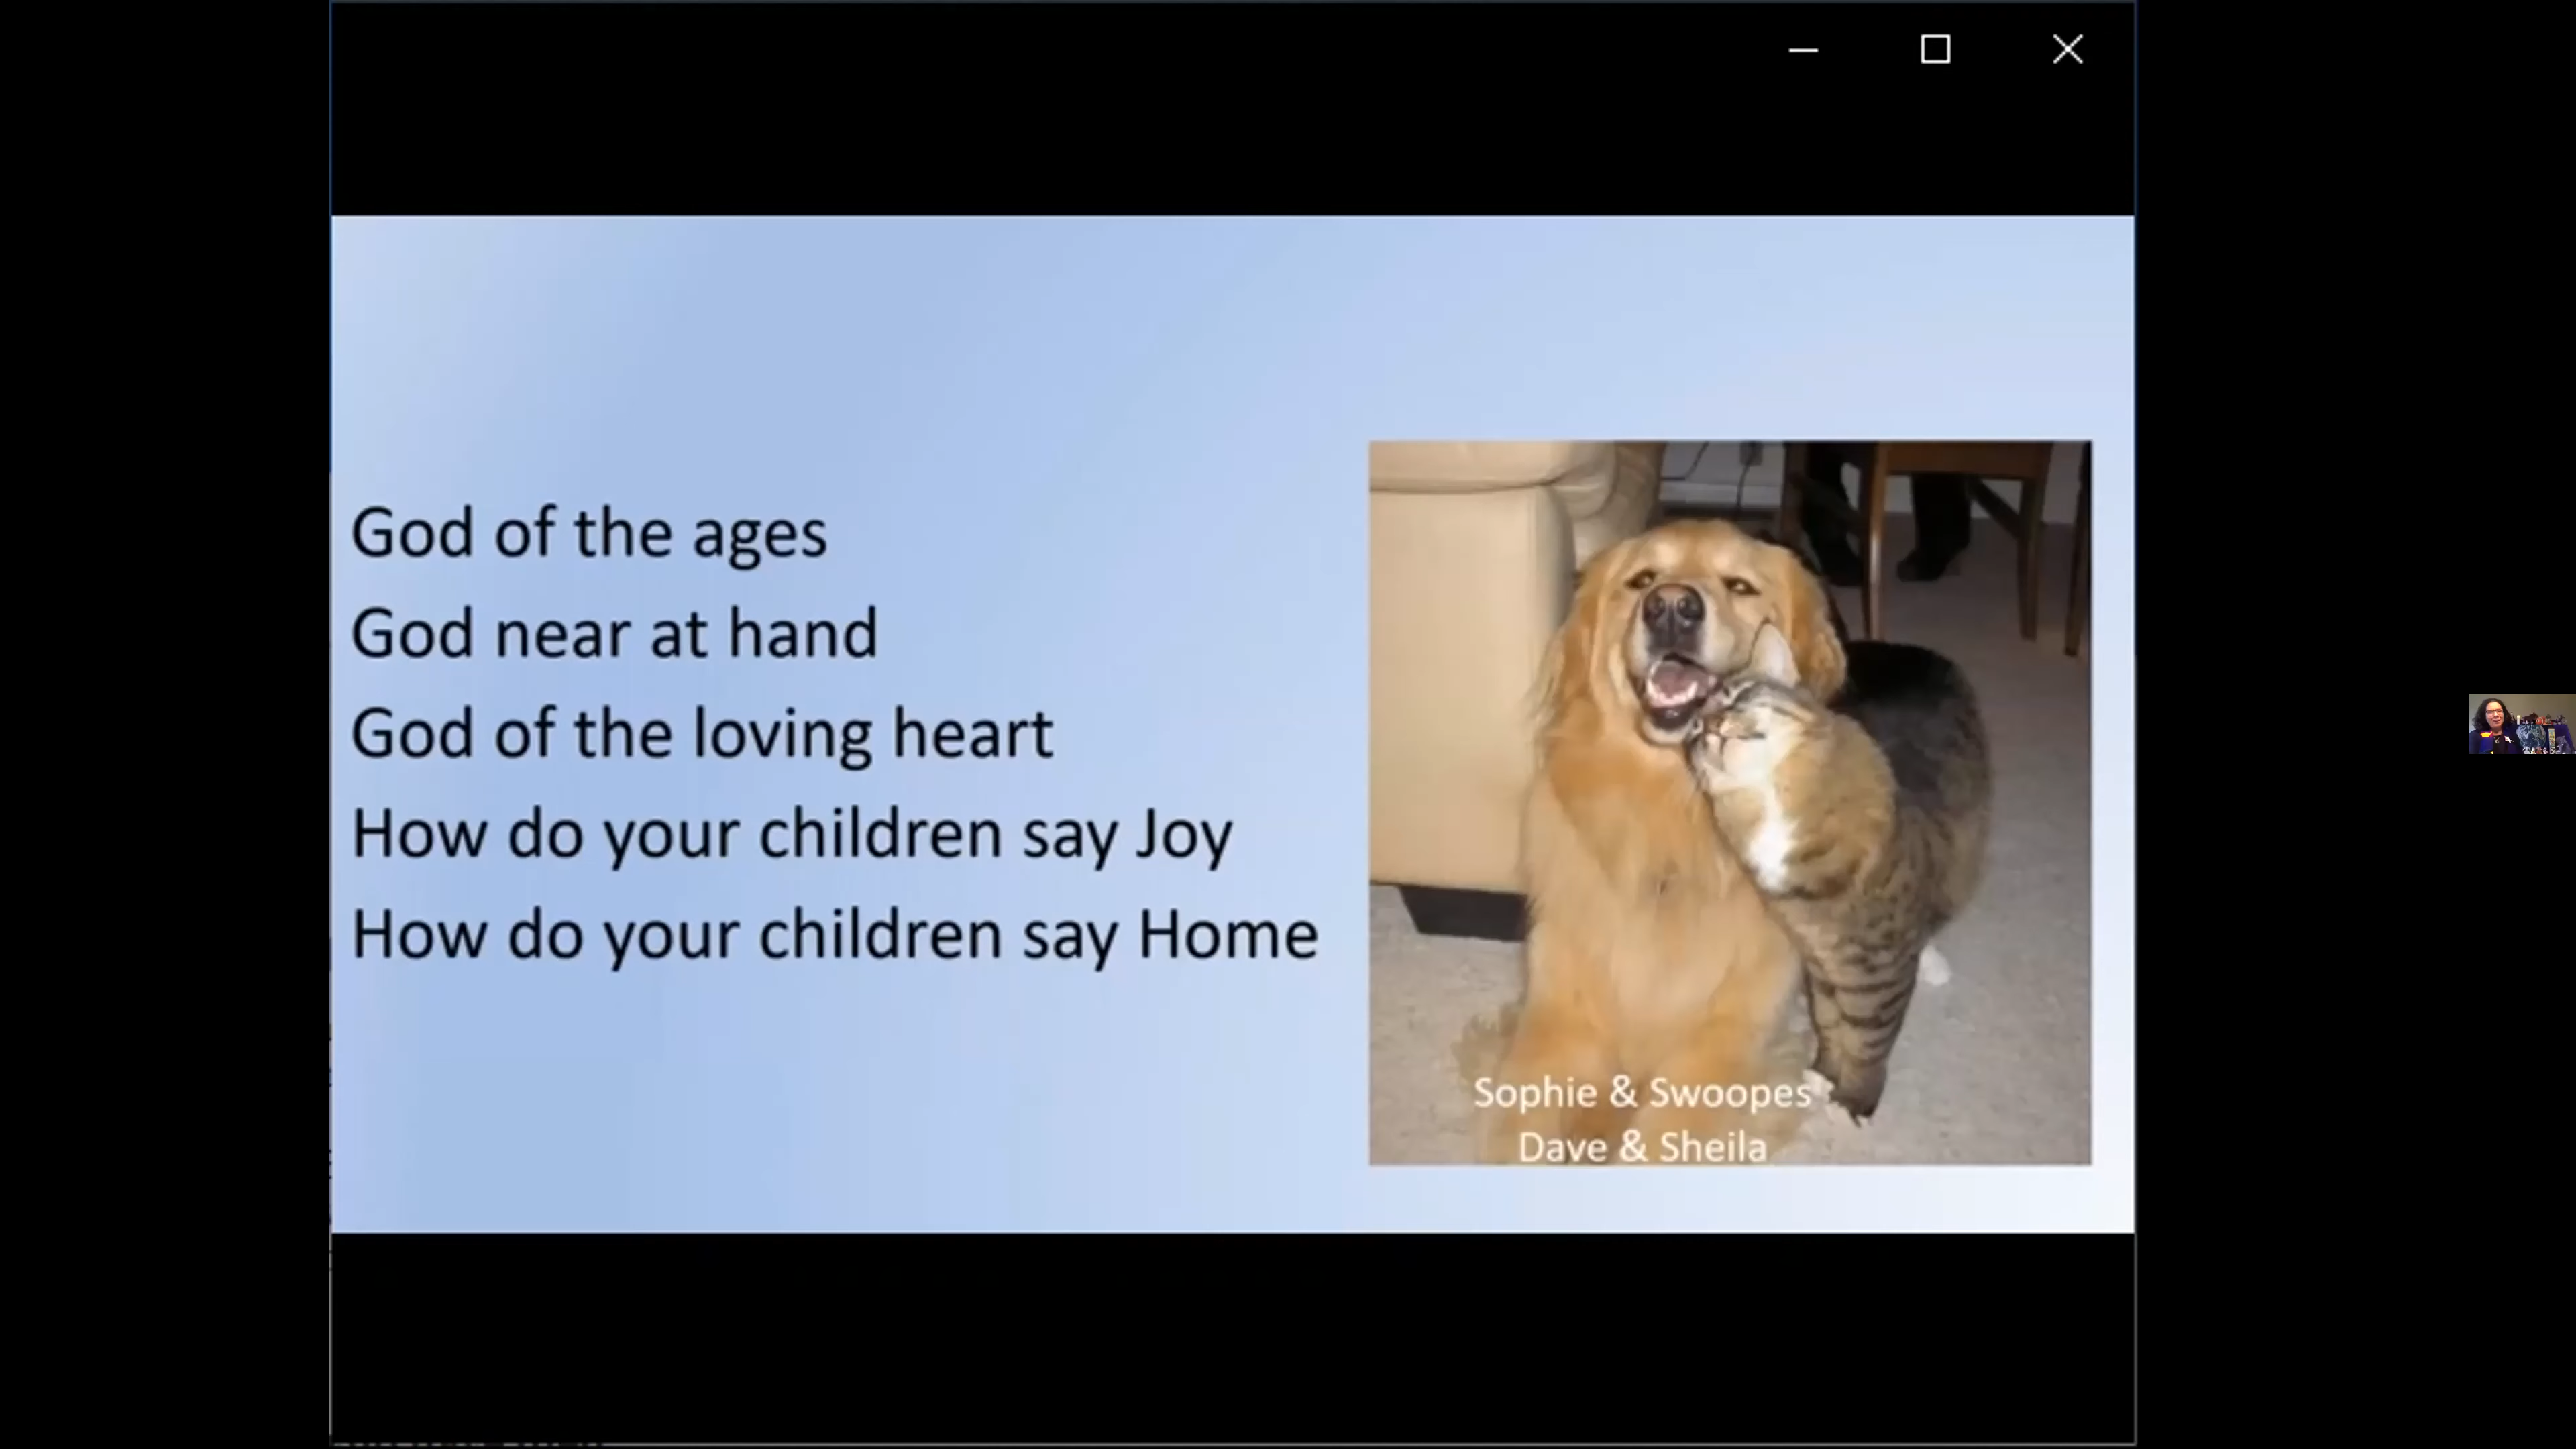 God of the ages
God near at hand
God of the loving heart
How do your children say Joy
How do your children say Home
Sophie & Swoopes
Dave & Sheila